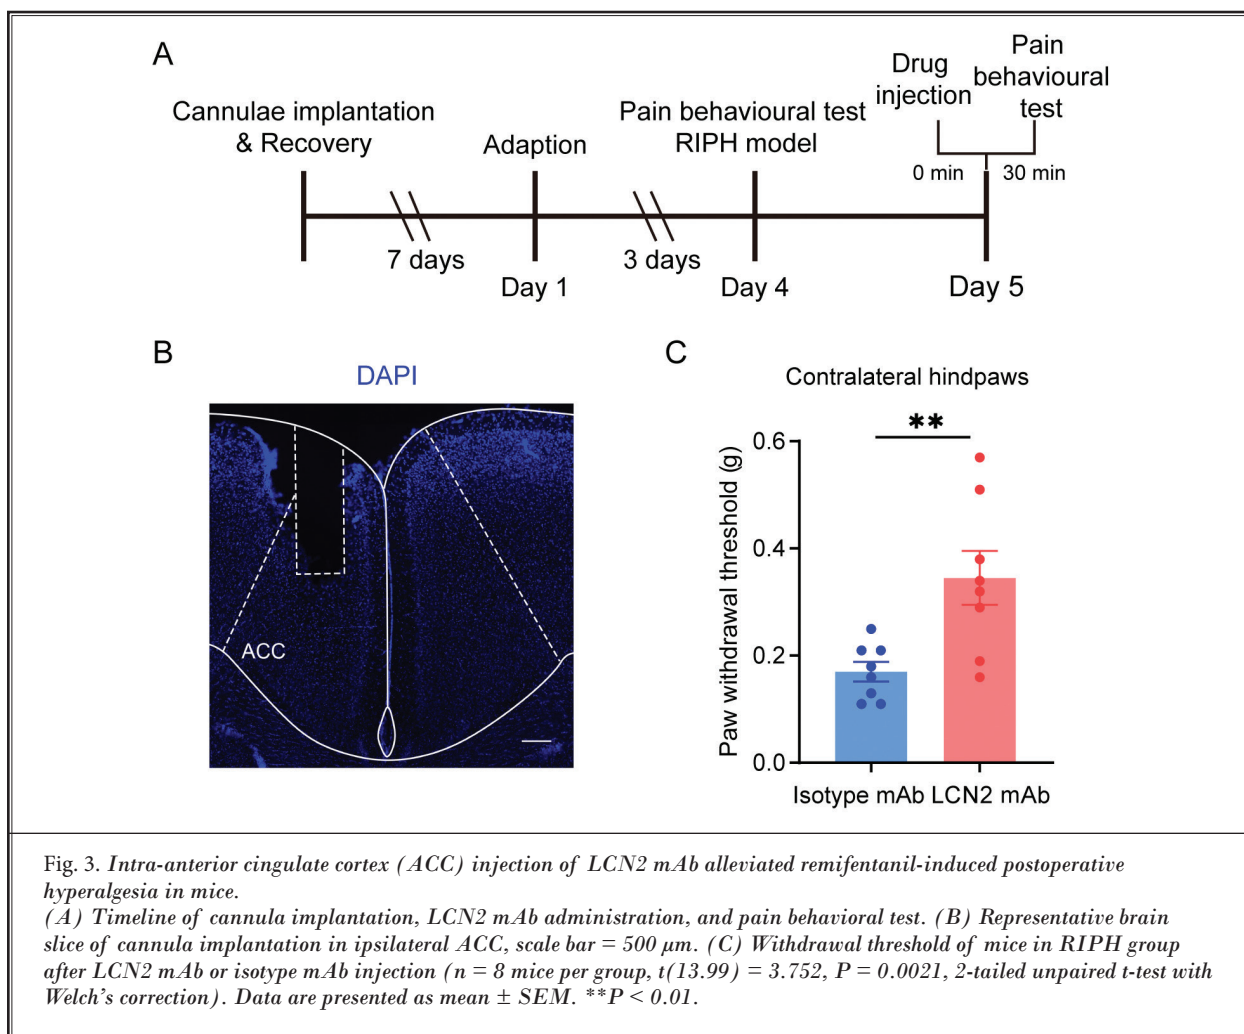 A
Cannulae implantation
& Recovery
Adaption
Pain behavioural test
RIPH model
Drug
injection
Pain
behavioural
test
0 min
30 min
7 days
3 days
Day 1
Day 4
Day 5
B
DAPI
ACC
C
Contralateral hindpaws
**
Paw withdrawal threshold (g)
0.6
0.4
0.2
0.0
Isotype mAb LCN2 mAb
Fig. 3. Intra-anterior cingulate cortex (ACC) injection of LCN2 mAb alleviated remifentanil-induced postoperative
hyperalgesia in mice.
(A) Timeline of cannula implantation, LCN2 mAb administration, and pain behavioral test. (B) Representative brain
slice of cannula implantation in ipsilateral ACC, scale bar = 500 μm. (C) Withdrawal threshold of mice in RIPH group
after LCN2 mAb or isotype mAb injection (n = 8 mice per group, t(13.99) = 3.752, P = 0.0021, 2-tailed unpaired t-test with
Welch's correction). Data are presented as mean ± SEM. **P < 0.01.